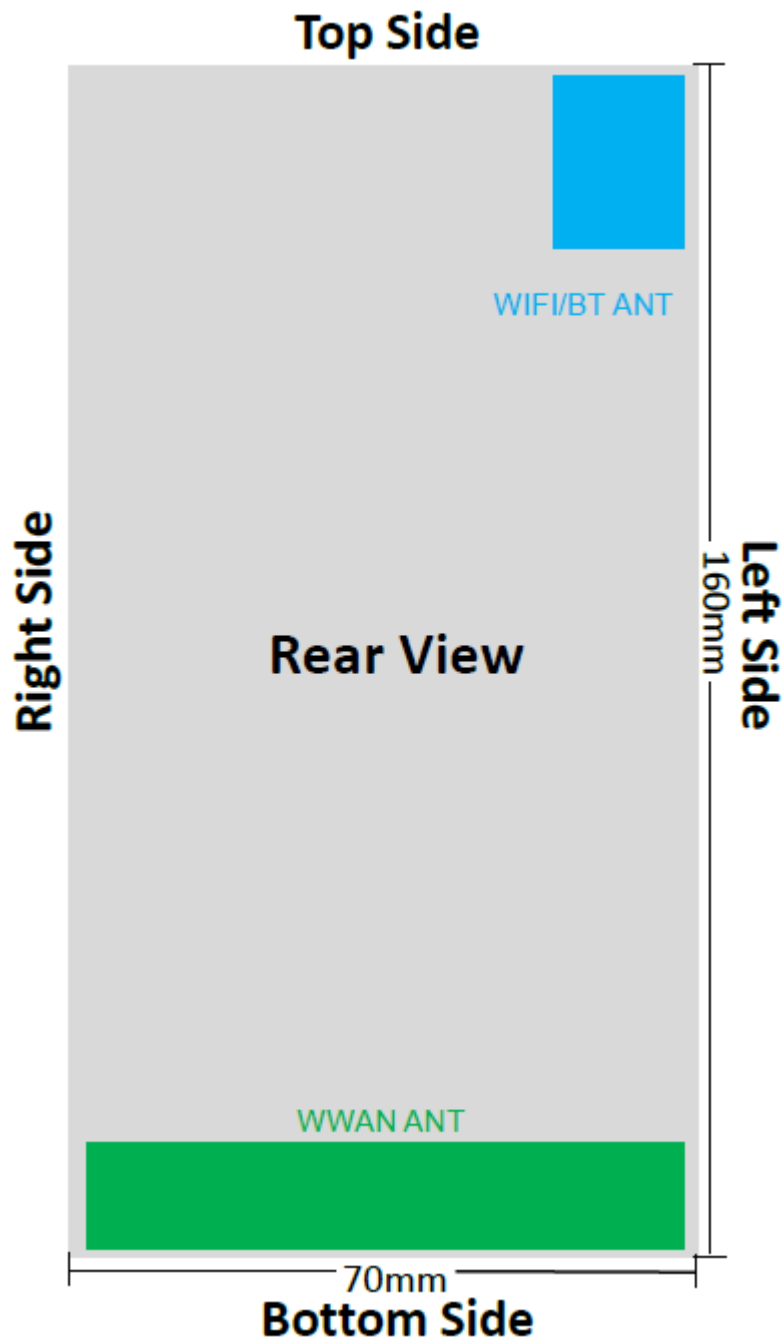 Top Side
WIFI/BT ANT
Right Side
Rear View
160mm
Left Side
WWAN ANT
70mm
Bottom Side